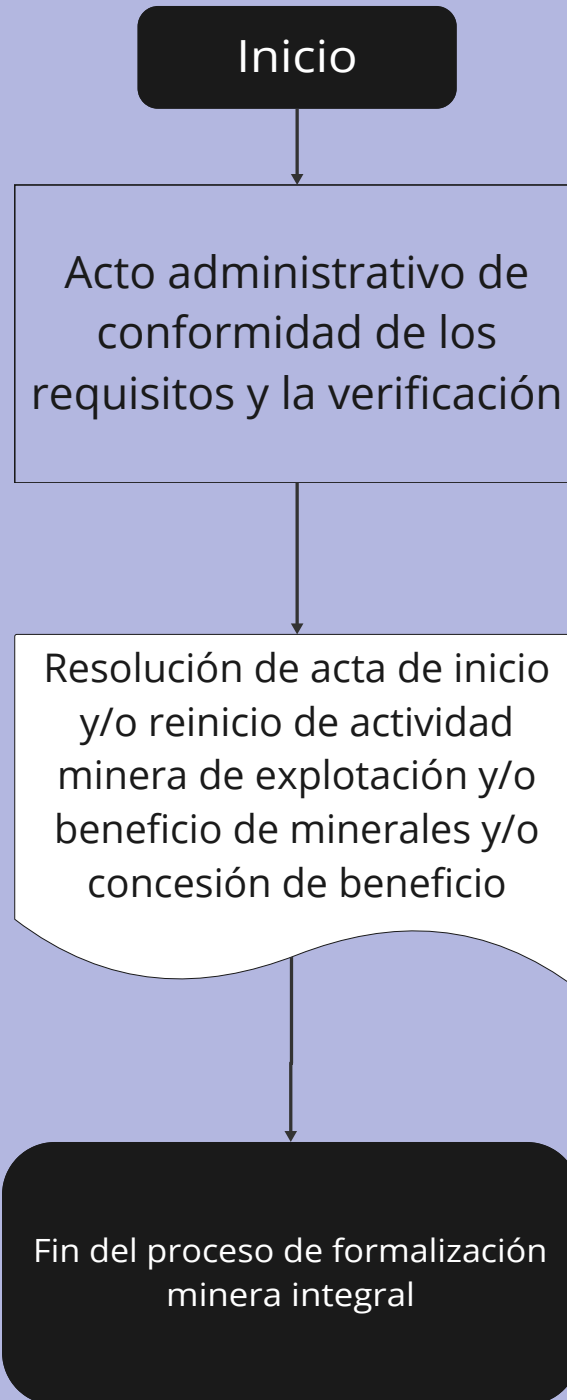 Inicio
Acto administrativo de
conformidad de los
requisitos y la verificación
Resolución de acta de inicio
y/o reinicio de actividad
minera de explotación y/o
beneficio de minerales y/o
concesión de beneficio
Fin del proceso de formalización
minera integral